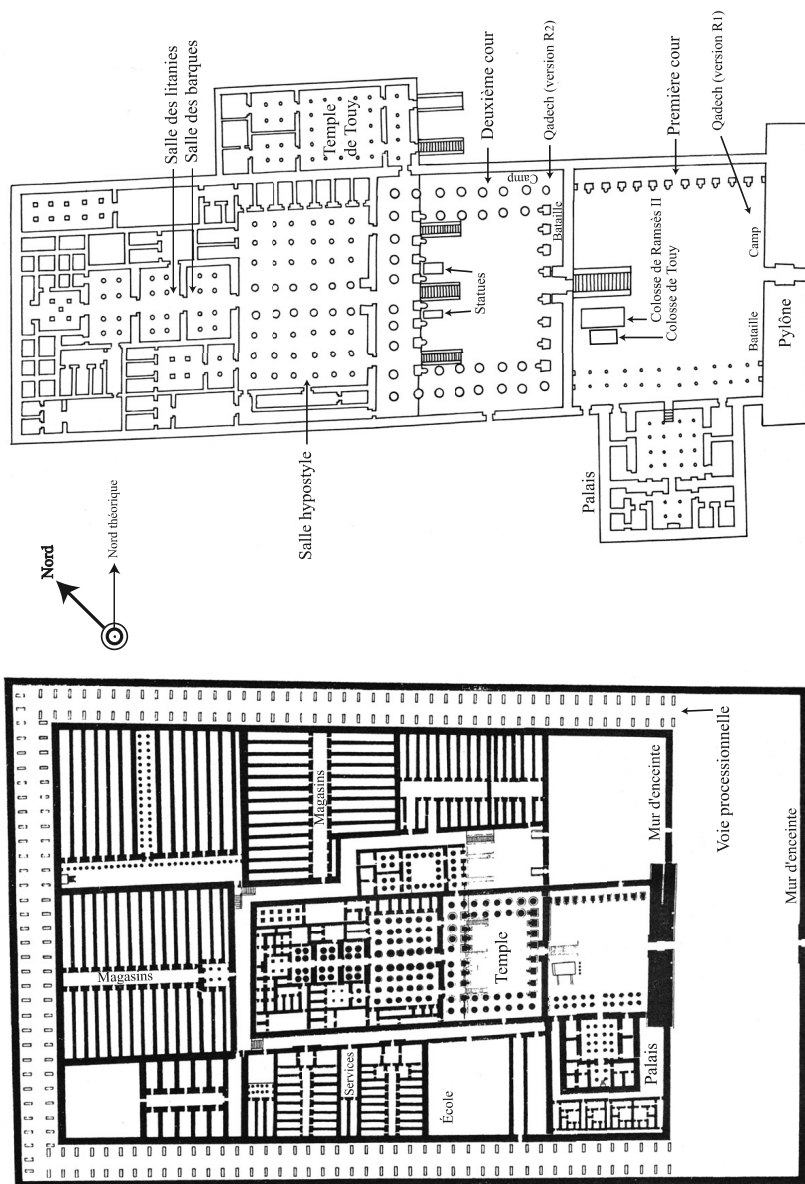 Salle des litanies
Salle des barques
Temple
de Touy
Deuxième cour
Qadech (version R2)
Camp
Bataille
Statues
Première cour
Qadech (version R1)
Colosse de Ramsès II
Colosse de Touy
Camp
Bataille
Pylône
Palais
Salle hypostyle
Nord
Nord théorique
Magasins
Magasins
Mur d'enceinte
Voie processionnelle
Mur d'enceinte
Temple
Services
École
Palais